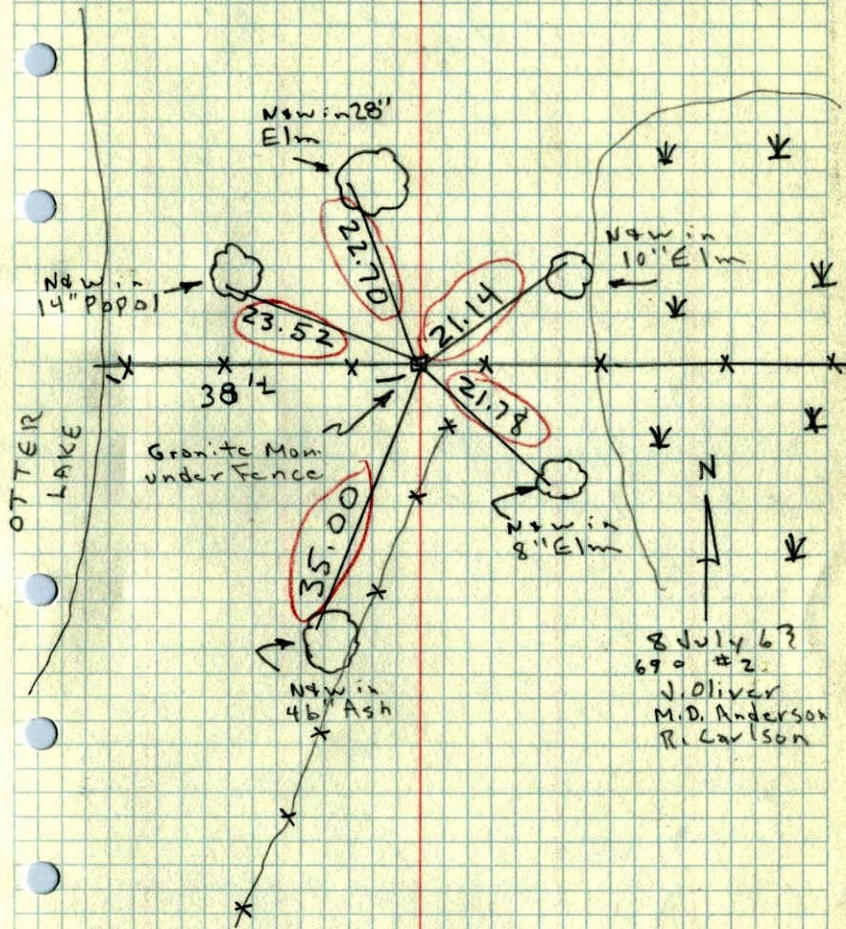 N&W in 28"
Elm
22.70
N&W in
10" Elm
N&W in
14" Popol
23.52
21.14
38'±
21.78
OTTER
LAKE
Granite Mon.
under Fence
N
35.00
N&W in
8" Elm
N&W in
46" Ash
8 July 63
69° #2
J. Oliver
M.D. Anderson
R. Carlson